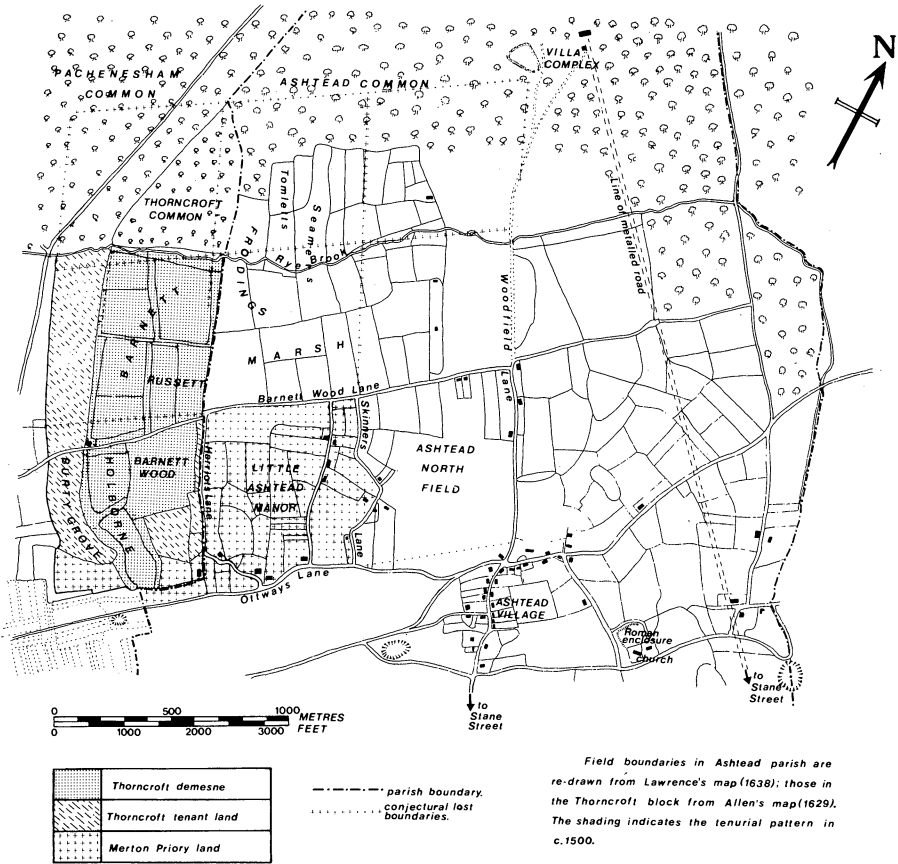 N
PACHENESHAM
COMMON
ASHTEAD COMMON
VILLA
COMPLEX
THORNCROFT
COMMON
Tomlells
Seamers
Rye Brook
FRODINGS
Woodfield
Lane
Line of metalled road
BARNETT
RUSSETT
MARSH
Barnett Wood Lane
Skinners
Lane
ASHTEAD
NORTH
FIELD
BARNETT
WOOD
HOLBORNE
Harriots Lane
LITTLE
ASHTEAD
MANOR
Ottways Lane
ASHTEAD
VILLAGE
Roman
enclosure
church
to
Stane
Street
to
Stane
Street
0 500 1000 METRES
0 1000 2000 3000 FEET
Thorncroft demesne
Thorncroft tenant land
Merton Priory land
parish boundary.
conjectural lost
boundaries.
Field boundaries in Ashtead parish are
re-drawn from Lawrence's map (1638); those in
the Thorncroft block from Allen's map (1629).
The shading indicates the tenurial pattern in
c.1500.